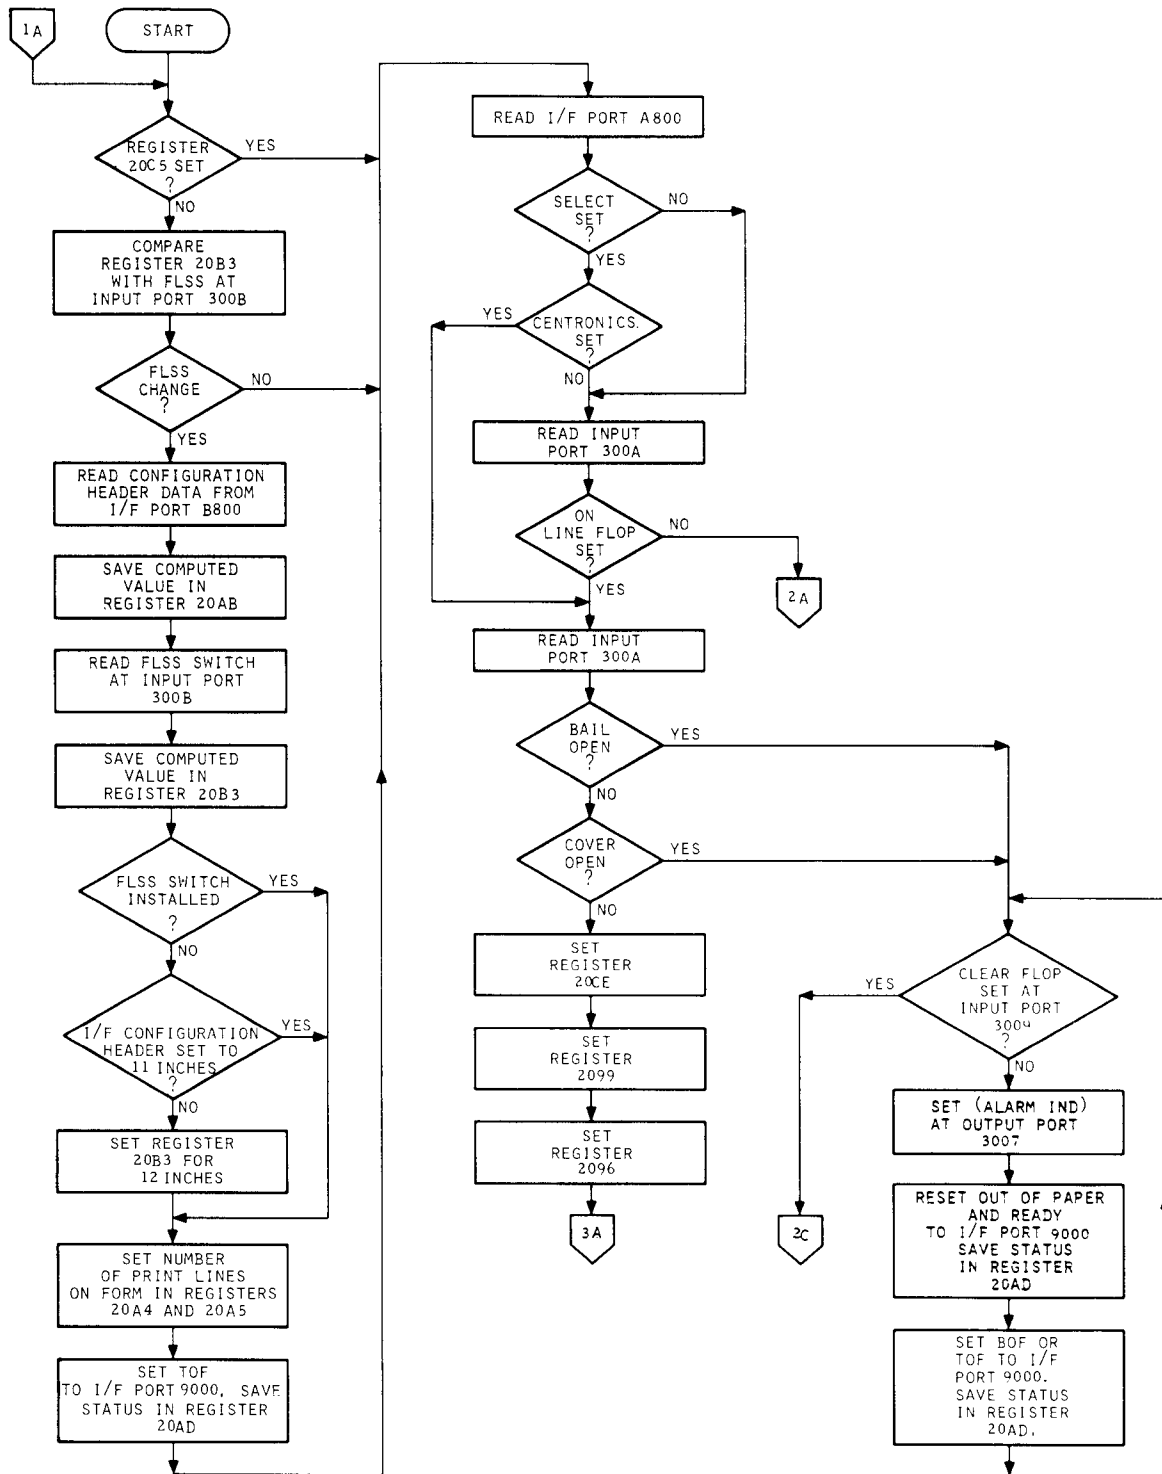 1A
START
REGISTER
20C5 SET
?
YES
NO
COMPARE
REGISTER 20B3
WITH FLSS AT
INPUT PORT 300B
FLSS
CHANGE
?
NO
YES
READ CONFIGURATION
HEADER DATA FROM
I/F PORT B800
SAVE COMPUTED
VALUE IN
REGISTER 20AB
READ FLSS SWITCH
AT INPUT PORT
300B
SAVE COMPUTED
VALUE IN
REGISTER 20B3
FLSS SWITCH
INSTALLED
?
YES
NO
I/F CONFIGURATION
HEADER SET TO
11 INCHES
?
YES
NO
SET REGISTER
20B3 FOR
12 INCHES
SET NUMBER
OF PRINT LINES
ON FORM IN REGISTERS
20A4 AND 20A5
SET TOF
TO I/F PORT 9000, SAVE
STATUS IN REGISTER
20AD
READ I/F PORT A800
SELECT
SET
?
NO
YES
CENTRONICS.
SET
?
YES
NO
READ INPUT
PORT 300A
ON
LINE FLOP
SET
?
NO
YES
2A
READ INPUT
PORT 300A
BAIL
OPEN
?
YES
NO
COVER
OPEN
?
YES
NO
SET
REGISTER
20CE
SET
REGISTER
2099
SET
REGISTER
2096
3A
CLEAR FLOP
SET AT
INPUT PORT
3009
?
YES
NO
2C
SET (ALARM IND)
AT OUTPUT PORT
3007
RESET OUT OF PAPER
AND READY
TO I/F PORT 9000
SAVE STATUS
IN REGISTER
20AD
SET BOF OR
TOF TO I/F
PORT 9000.
SAVE STATUS
IN REGISTER
20AD.